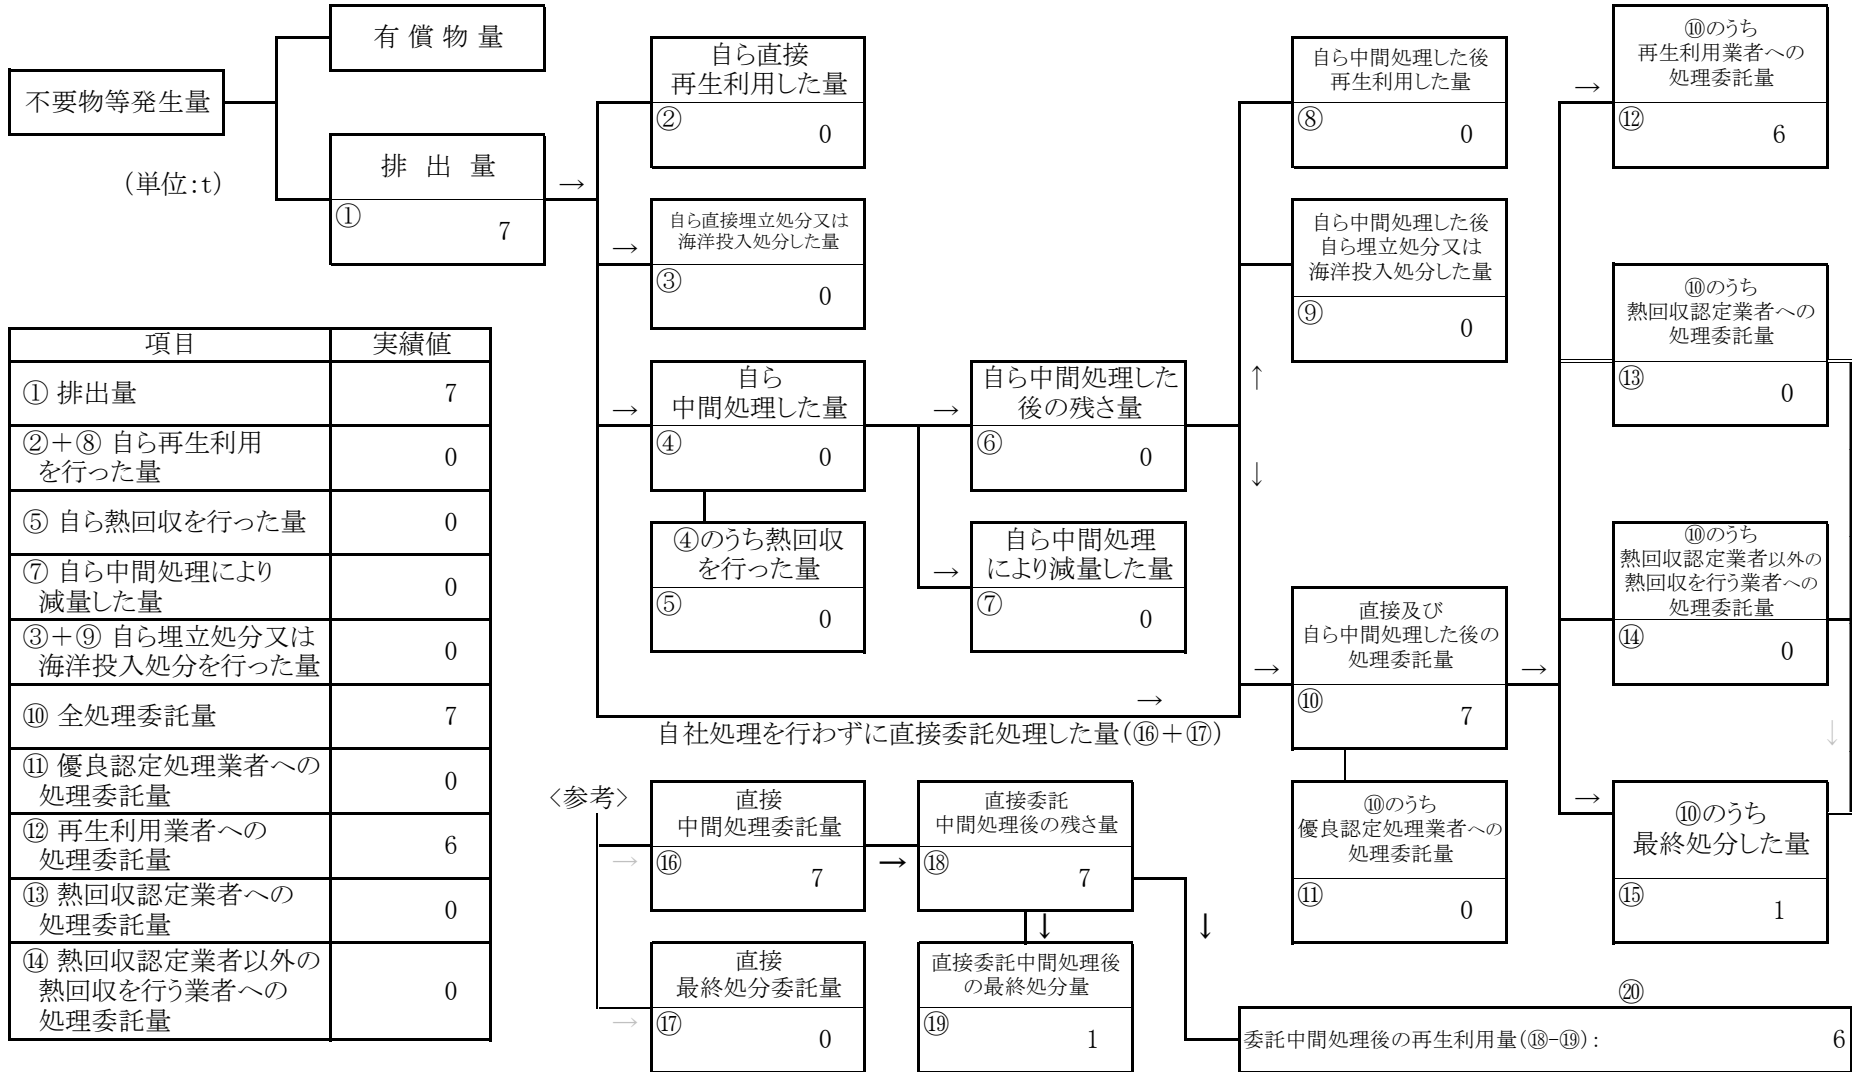 有 償 物 量
不要物等発生量
(単位:t)
排 出 量
①
7
→
自ら直接
再生利用した量
②
0
→
自ら直接埋立処分又は
海洋投入処分した量
③
0
→
自ら
中間処理した量
④
0
④のうち熱回収
を行った量
⑤
0
→
自ら中間処理した
後の残さ量
⑥
0
→
自ら中間処理
により減量した量
⑦
0
↑
↓
自ら中間処理した後
再生利用した量
⑧
0
自ら中間処理した後
自ら埋立処分又は
海洋投入処分した量
⑨
0
→
自社処理を行わずに直接委託処理した量(⑯+⑰)
→
直接及び
自ら中間処理した後の
処理委託量
⑩
7
⑩のうち
優良認定処理業者への
処理委託量
⑪
0
→
→
⑩のうち
再生利用業者への
処理委託量
⑫
6
⑩のうち
熱回収認定業者への
処理委託量
⑬
0
⑩のうち
熱回収認定業者以外の
熱回収を行う業者への
処理委託量
⑭
0
↓
→
⑩のうち
最終処分した量
⑮
1
項目 実績値
① 排出量 7
②+⑧ 自ら再生利用
を行った量 0
⑤ 自ら熱回収を行った量 0
⑦ 自ら中間処理により
減量した量 0
③+⑨ 自ら埋立処分又は
海洋投入処分を行った量 0
⑩ 全処理委託量 7
⑪ 優良認定処理業者への
処理委託量 0
⑫ 再生利用業者への
処理委託量 6
⑬ 熱回収認定業者への
処理委託量 0
⑭ 熱回収認定業者以外の
熱回収を行う業者への
処理委託量 0
<参考>
→
直接
中間処理委託量
⑯
7
→
直接
最終処分委託量
⑰
0
→
直接委託
中間処理後の残さ量
⑱
7
↓
直接委託中間処理後
の最終処分量
⑲
1
↓
⑳
委託中間処理後の再生利用量(⑱-⑲): 6